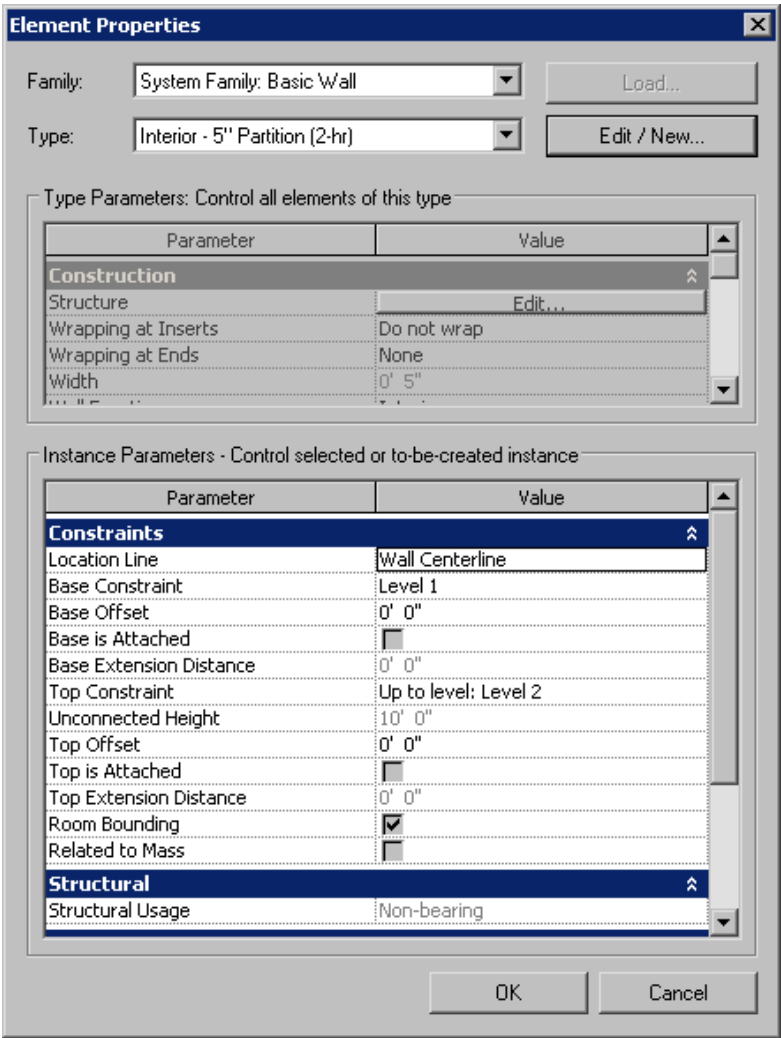 Element Properties
Family: System Family: Basic Wall Load...
Type: Interior - 5" Partition (2-hr) Edit / New...
Type Parameters: Control all elements of this type
Parameter Value
Construction
Structure Edit...
Wrapping at Inserts Do not wrap
Wrapping at Ends None
Width 0' 5"
Instance Parameters - Control selected or to-be-created instance
Parameter Value
Constraints
Location Line Wall Centerline
Base Constraint Level 1
Base Offset 0' 0"
Base is Attached
Base Extension Distance 0' 0"
Top Constraint Up to level: Level 2
Unconnected Height 10' 0"
Top Offset 0' 0"
Top is Attached
Top Extension Distance 0' 0"
Room Bounding
Related to Mass
Structural
Structural Usage Non-bearing
OK Cancel